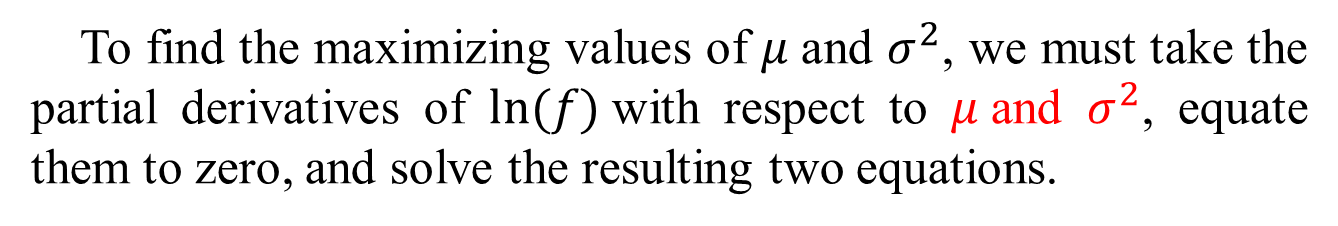 To find the maximizing values of μ and σ², we must take the
partial derivatives of ln(f) with respect to μ and σ², equate
them to zero, and solve the resulting two equations.